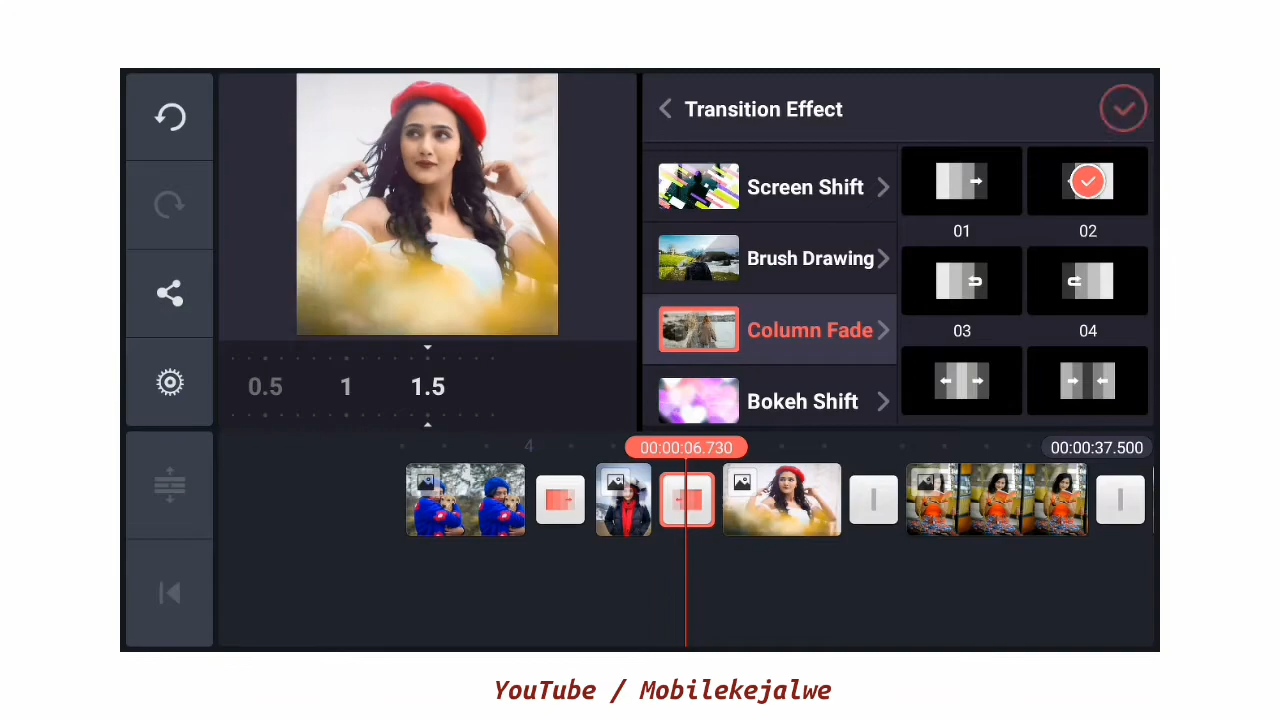 Transition Effect
Screen Shift
Brush Drawing
Column Fade
Bokeh Shift
01
02
03
04
0.5
1
1.5
4
00:00:06.730
00:00:37.500
YouTube / Mobilekejalwe